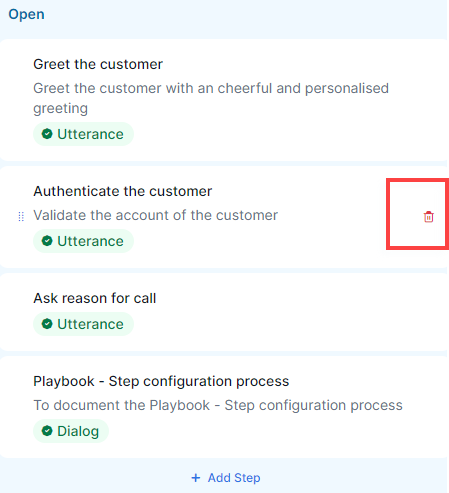 Open
Greet the customer
Greet the customer with an cheerful and personalised
greeting
Utterance
Authenticate the customer
Validate the account of the customer
Utterance
Ask reason for call
Utterance
Playbook - Step configuration process
To document the Playbook - Step configuration process
Dialog
+ Add Step